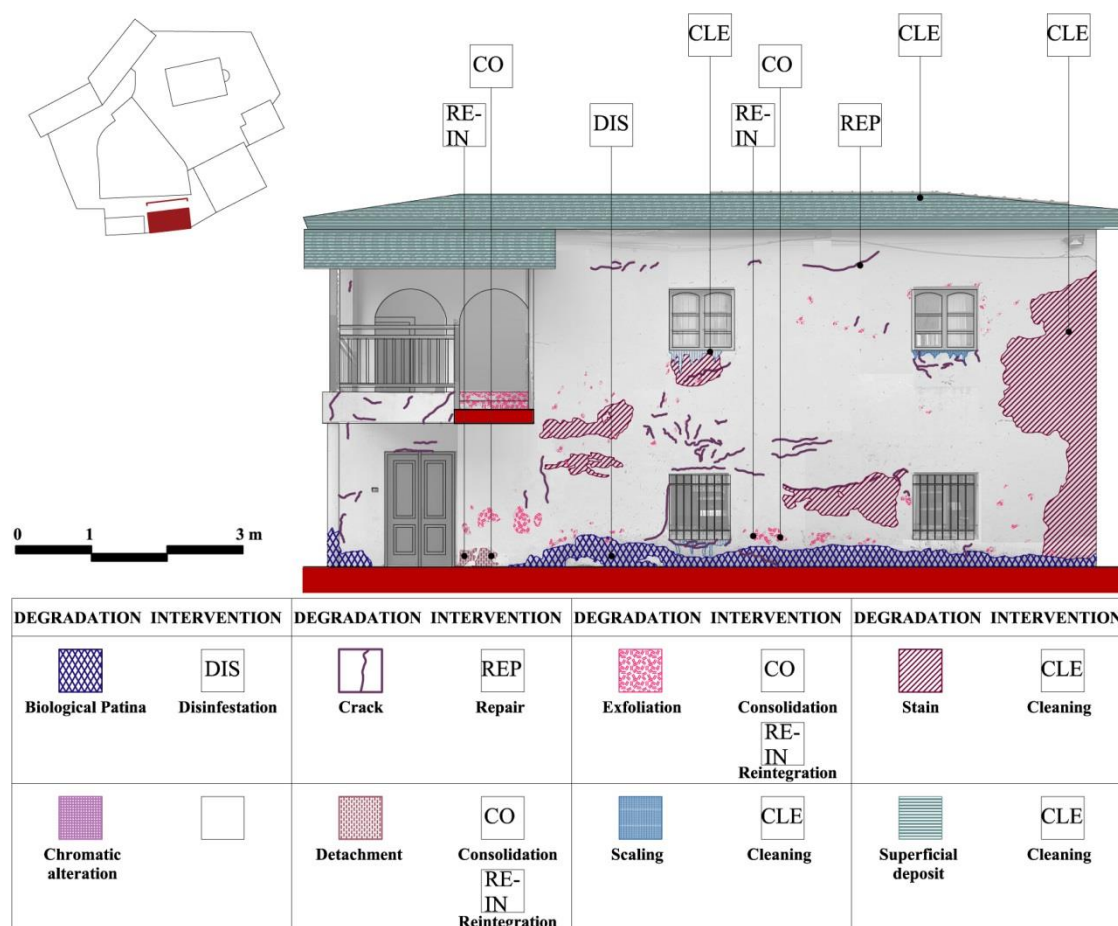 CLE
CLE
CLE
CO
CO
RE-
IN
DIS
RE-
IN
REP
0 1 3 m
DEGRADATION INTERVENTION
DEGRADATION INTERVENTION
DEGRADATION INTERVENTION
DEGRADATION INTERVENTION
DIS
Biological Patina
Disinfestation
REP
Crack
Repair
CO
Exfoliation
Consolidation
RE-
IN
Reintegration
CLE
Stain
Cleaning
Chromatic
alteration
CO
Detachment
Consolidation
RE-
IN
Reintegration
CLE
Scaling
Cleaning
CLE
Superficial
deposit
Cleaning